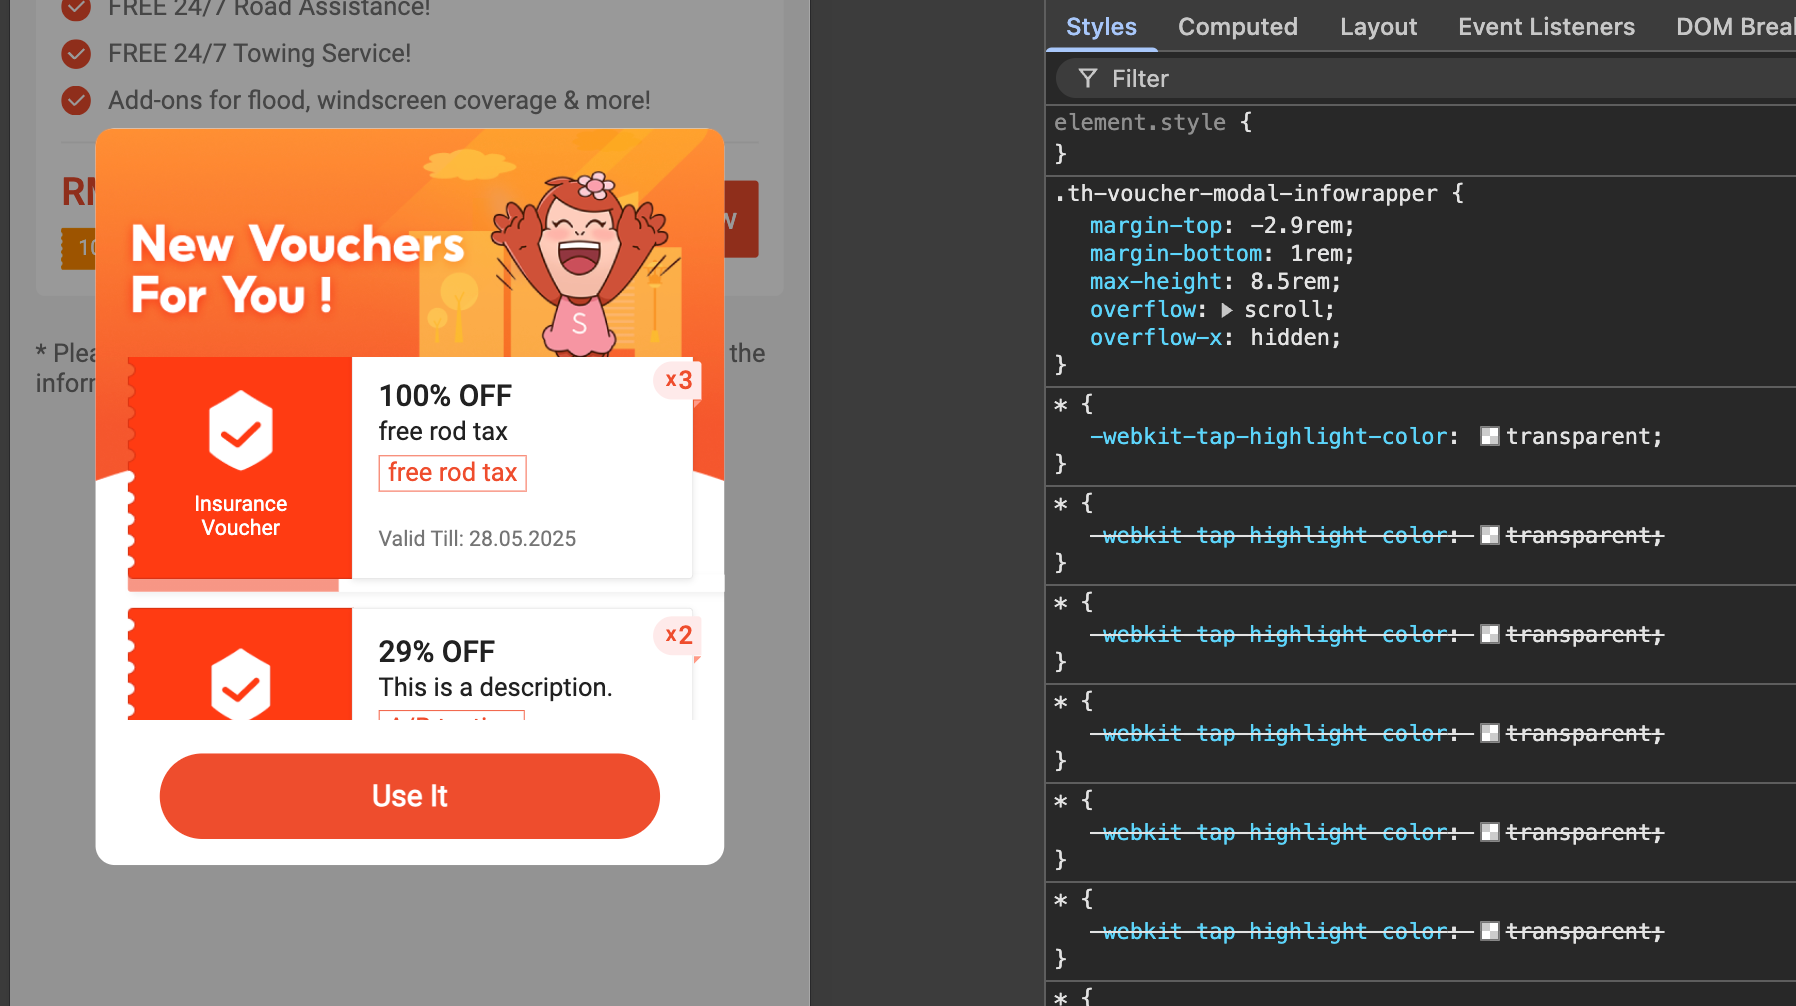 FREE 24/7 Road Assistance!
FREE 24/7 Towing Service!
Add-ons for flood, windscreen coverage & more!
RM
10
W
* Plea
the
inforr
New Vouchers
For You !
S
x3
100% OFF
free rod tax
free rod tax
Insurance
Voucher
Valid Till: 28.05.2025
x2
29% OFF
This is a description.
Use It
Styles
Computed
Layout
Event Listeners
DOM Breal
Filter
element.style {
}
.th-voucher-modal-infowrapper {
margin-top: -2.9rem;
margin-bottom: 1rem;
max-height: 8.5rem;
overflow: ▶ scroll;
overflow-x: hidden;
}
* {
-webkit-tap-highlight-color: transparent;
}
* {
-webkit-tap-highlight-color: transparent;
}
* {
-webkit-tap-highlight-color: transparent;
}
* {
-webkit-tap-highlight-color: transparent;
}
* {
-webkit-tap-highlight-color: transparent;
}
* {
-webkit-tap-highlight-color: transparent;
}
* {